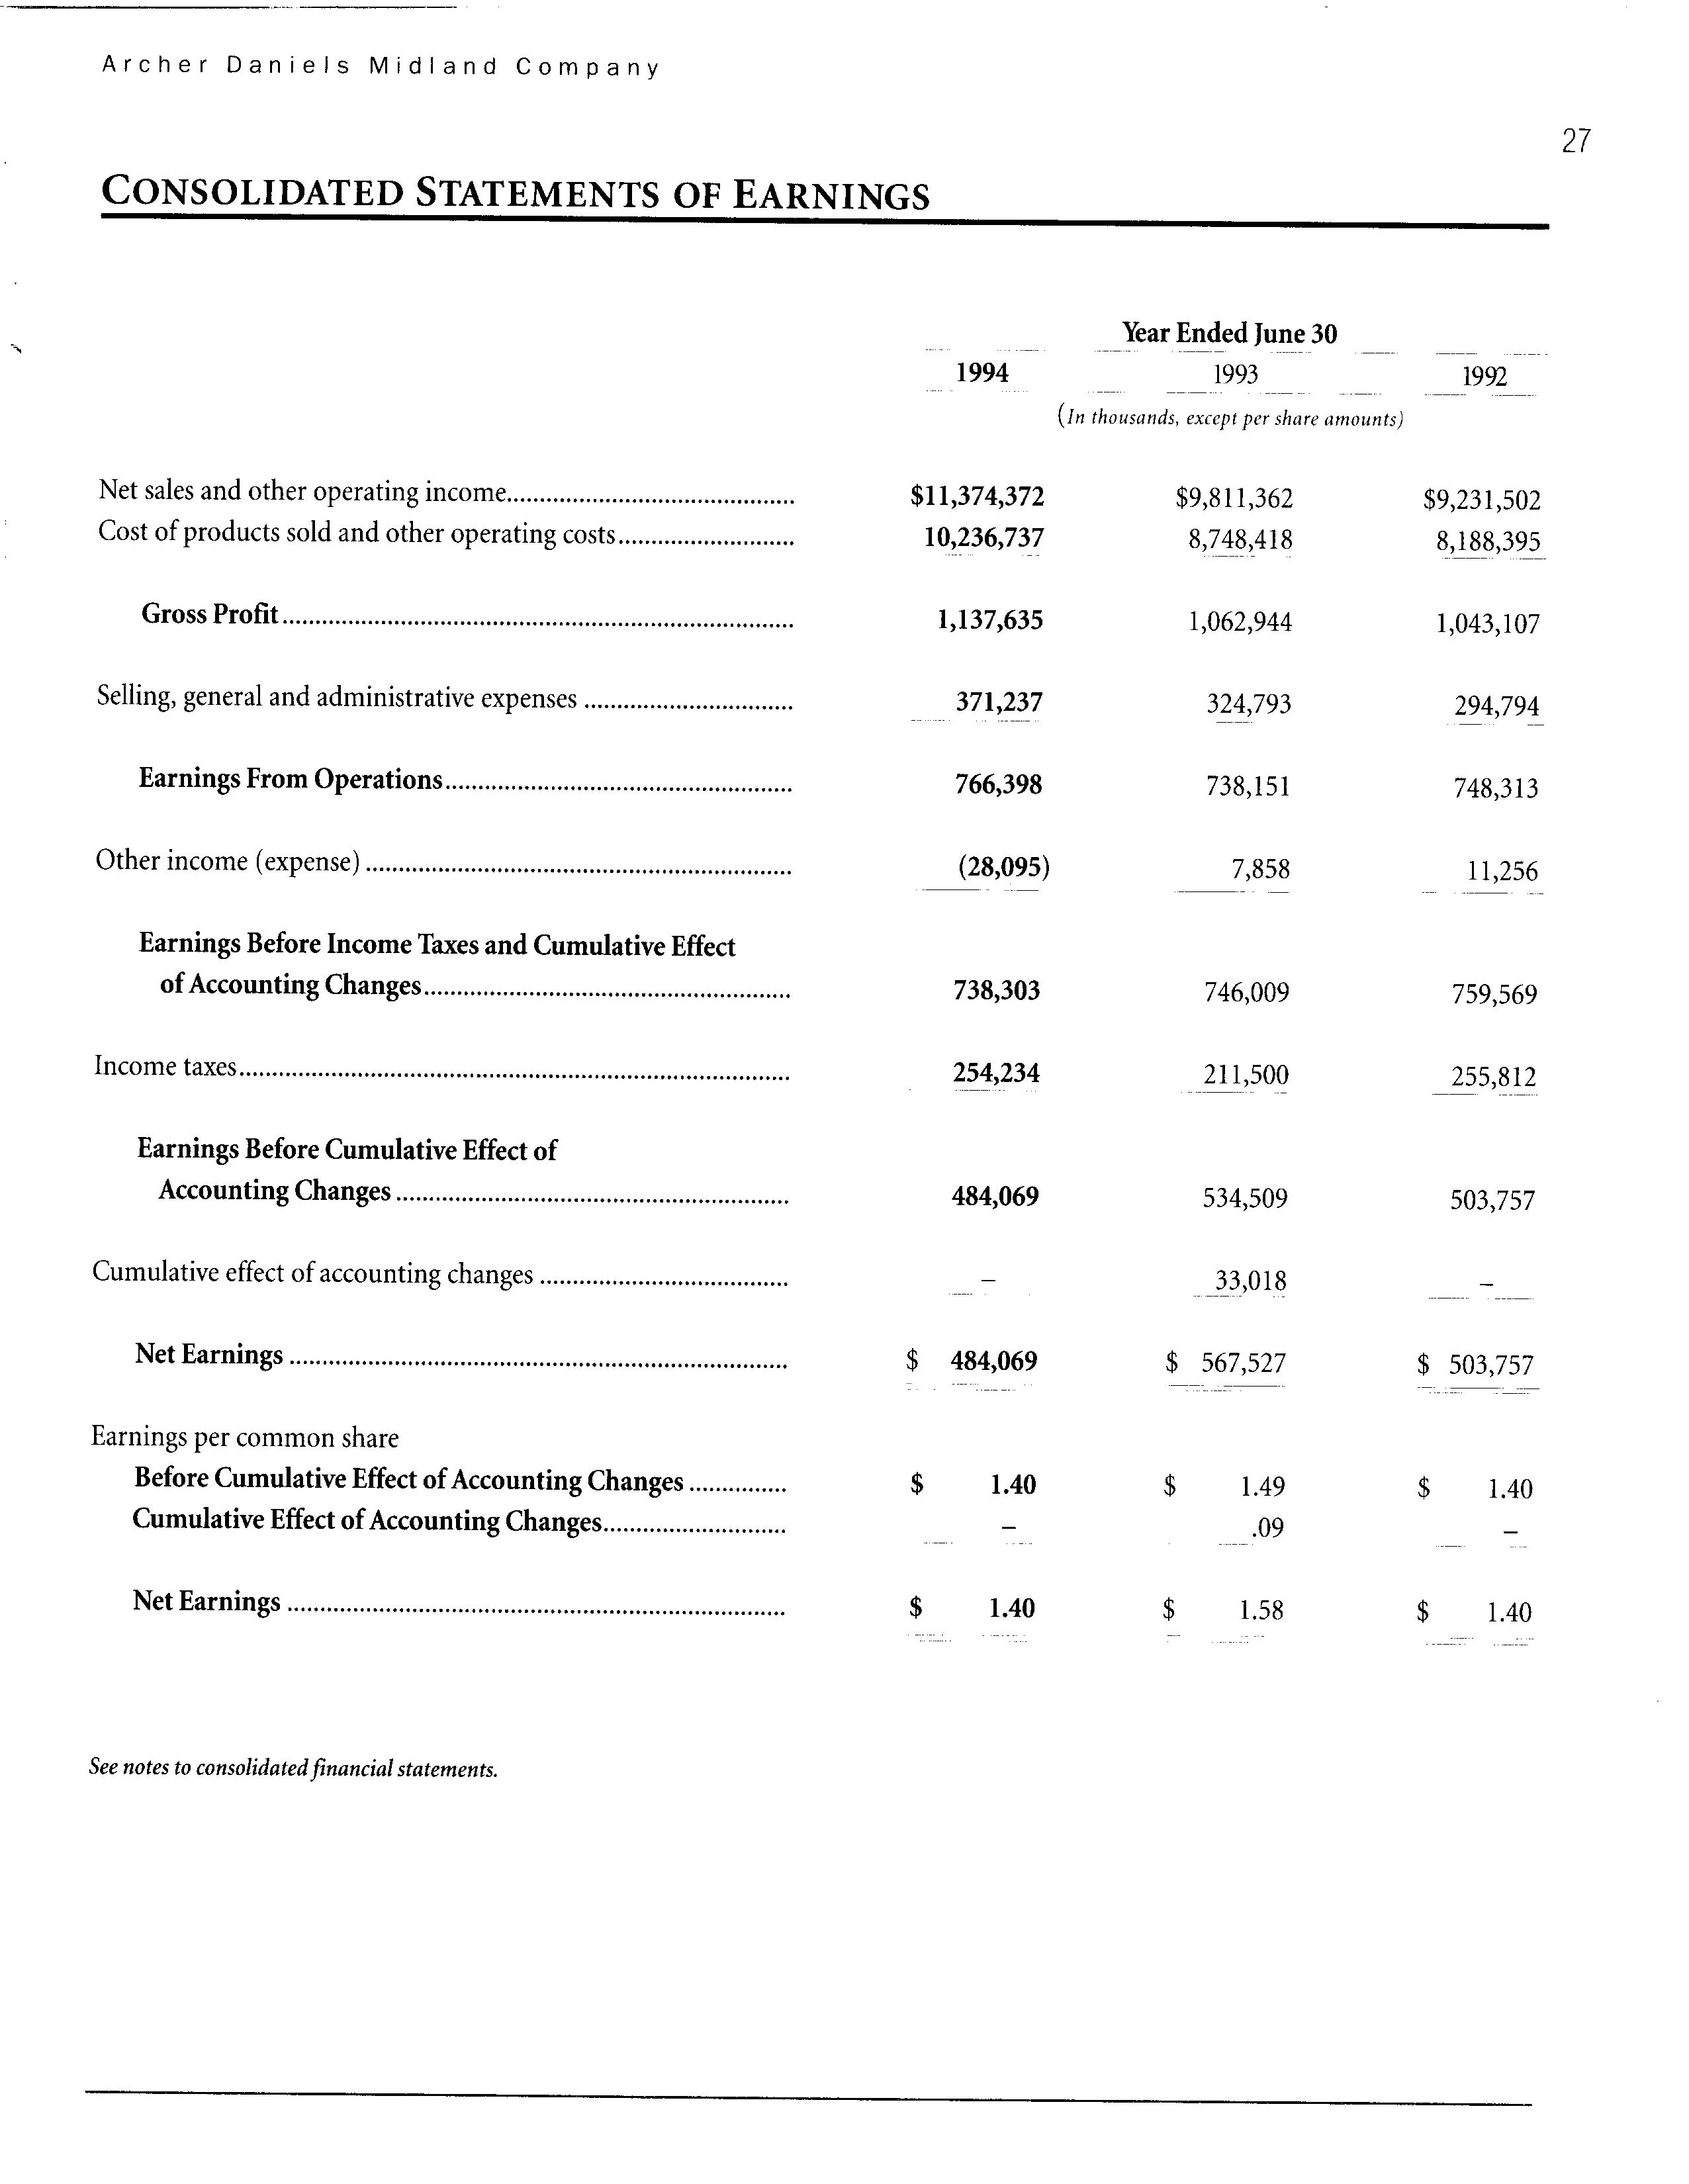 Archer Daniels Midland Company
27
CONSOLIDATED STATEMENTS OF EARNINGS
Year Ended June 30
1994 1993 1992
(In thousands, except per share amounts)
Net sales and other operating income............................................ $11,374,372 $9,811,362 $9,231,502
Cost of products sold and other operating costs........................... 10,236,737 8,748,418 8,188,395
Gross Profit.............................................................................. 1,137,635 1,062,944 1,043,107
Selling, general and administrative expenses ................................ 371,237 324,793 294,794
Earnings From Operations..................................................... 766,398 738,151 748,313
Other income (expense) ................................................................. (28,095) 7,858 11,256
Earnings Before Income Taxes and Cumulative Effect
of Accounting Changes........................................................ 738,303 746,009 759,569
Income taxes.................................................................................... 254,234 211,500 255,812
Earnings Before Cumulative Effect of
Accounting Changes ............................................................ 484,069 534,509 503,757
Cumulative effect of accounting changes ...................................... – 33,018 –
Net Earnings ............................................................................ $ 484,069 $ 567,527 $ 503,757
Earnings per common share
Before Cumulative Effect of Accounting Changes ............... $ 1.40 $ 1.49 $ 1.40
Cumulative Effect of Accounting Changes............................ – .09 –
Net Earnings ............................................................................ $ 1.40 $ 1.58 $ 1.40
See notes to consolidated financial statements.